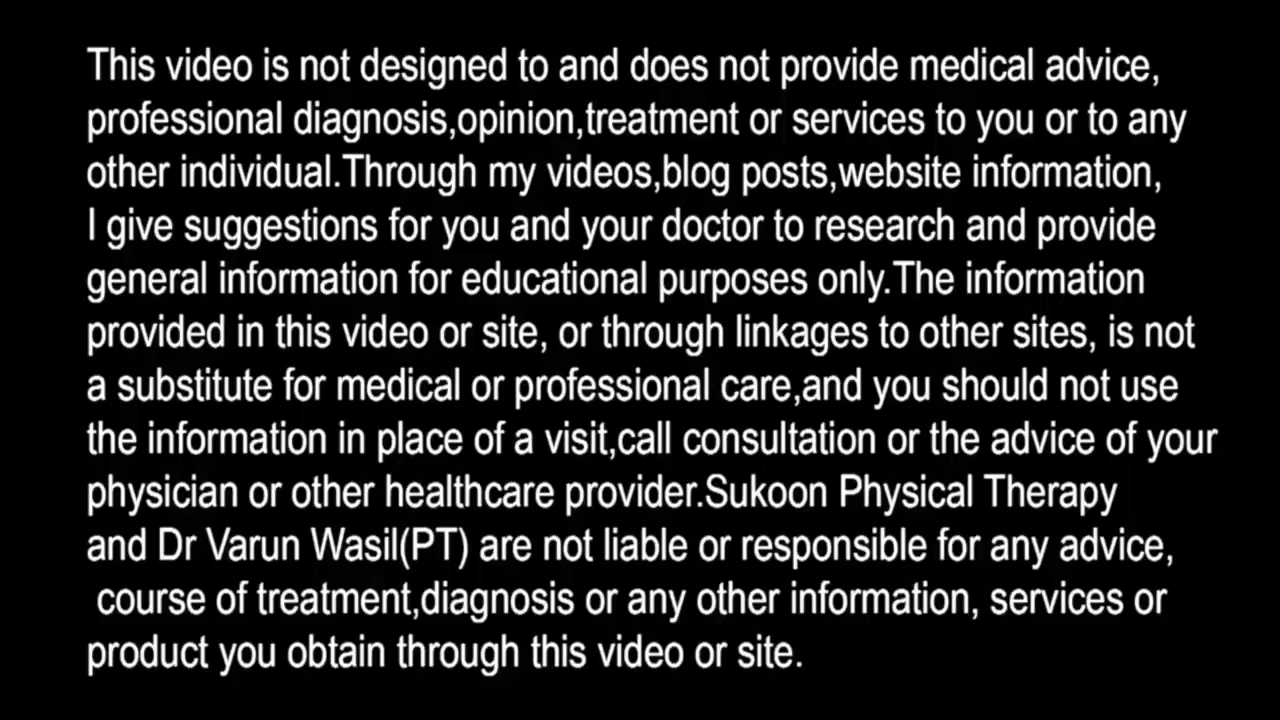 This video is not designed to and does not provide medical advice,
professional diagnosis,opinion,treatment or services to you or to any
other individual.Through my videos,blog posts,website information,
I give suggestions for you and your doctor to research and provide
general information for educational purposes only.The information
provided in this video or site, or through linkages to other sites, is not
a substitute for medical or professional care,and you should not use
the information in place of a visit,call consultation or the advice of your
physician or other healthcare provider.Sukoon Physical Therapy
and Dr Varun Wasil(PT) are not liable or responsible for any advice,
course of treatment,diagnosis or any other information, services or
product you obtain through this video or site.